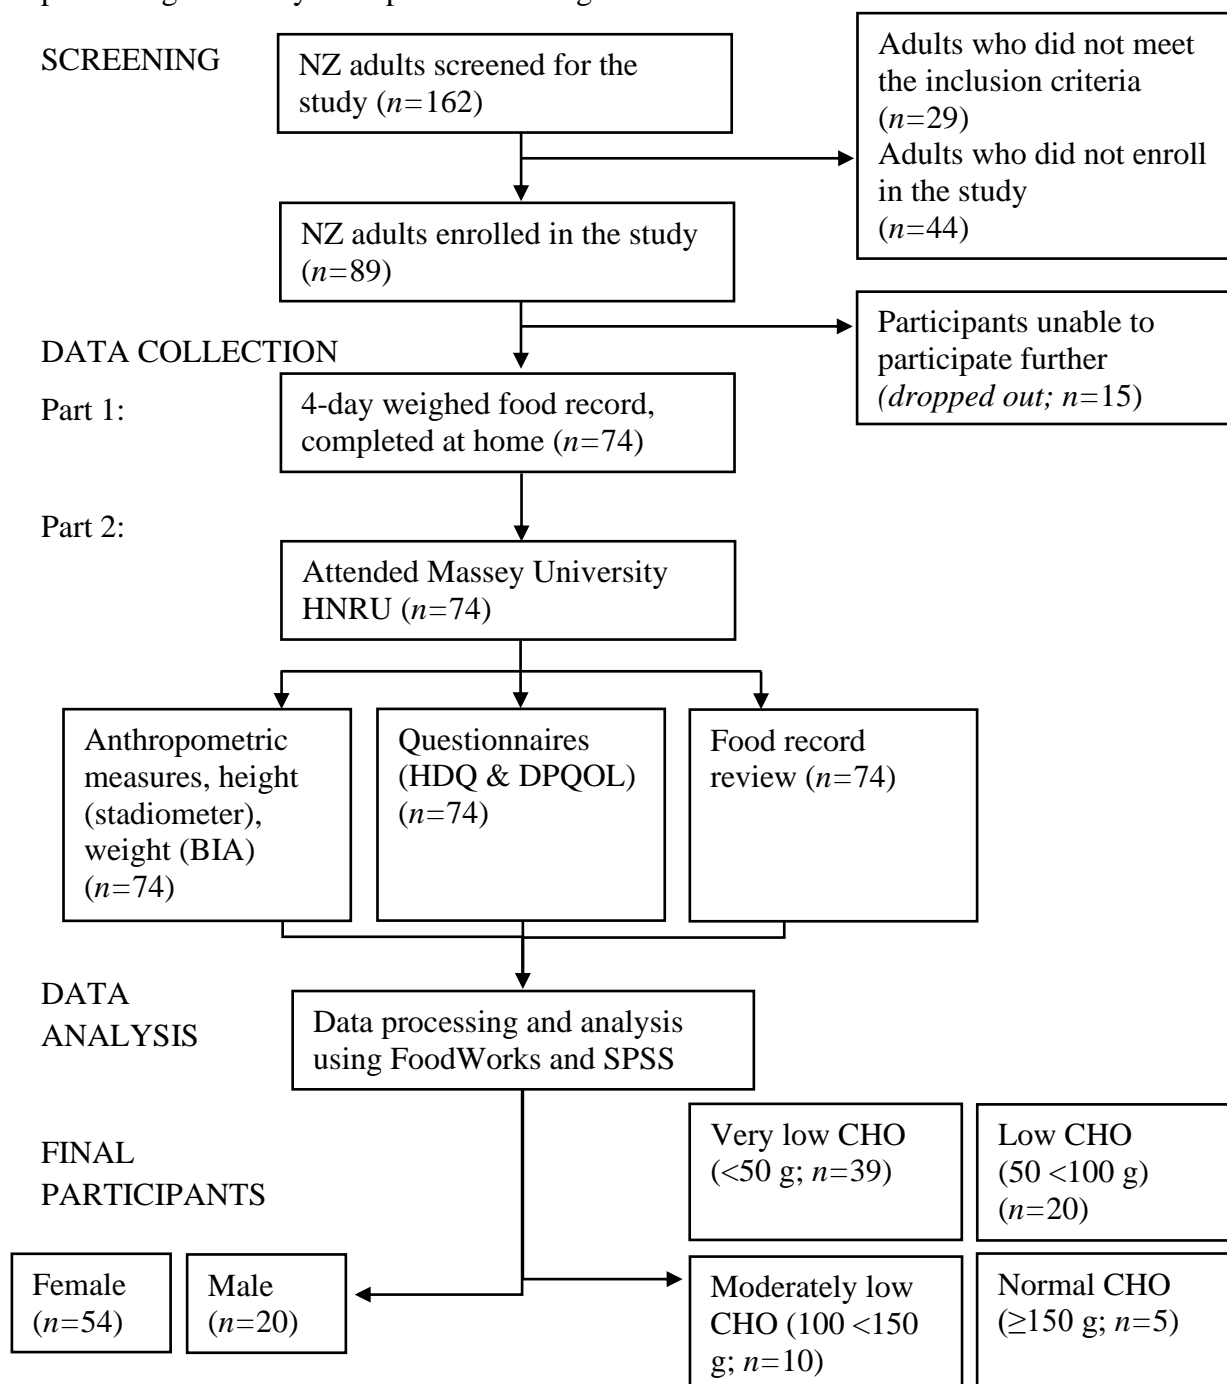 SCREENING
NZ adults screened for the
study (n=162)
Adults who did not meet
the inclusion criteria
(n=29)
Adults who did not enroll
in the study
(n=44)
NZ adults enrolled in the study
(n=89)
Participants unable to
participate further
(dropped out; n=15)
DATA COLLECTION
Part 1:
4-day weighed food record,
completed at home (n=74)
Part 2:
Attended Massey University
HNRU (n=74)
Anthropometric
measures, height
(stadiometer),
weight (BIA)
(n=74)
Questionnaires
(HDQ & DPQOL)
(n=74)
Food record
review (n=74)
DATA
ANALYSIS
Data processing and analysis
using FoodWorks and SPSS
FINAL
PARTICIPANTS
Very low CHO
(<50 g; n=39)
Low CHO
(50 <100 g)
(n=20)
Female
(n=54)
Male
(n=20)
Moderately low
CHO (100 <150
g; n=10)
Normal CHO
(≥150 g; n=5)